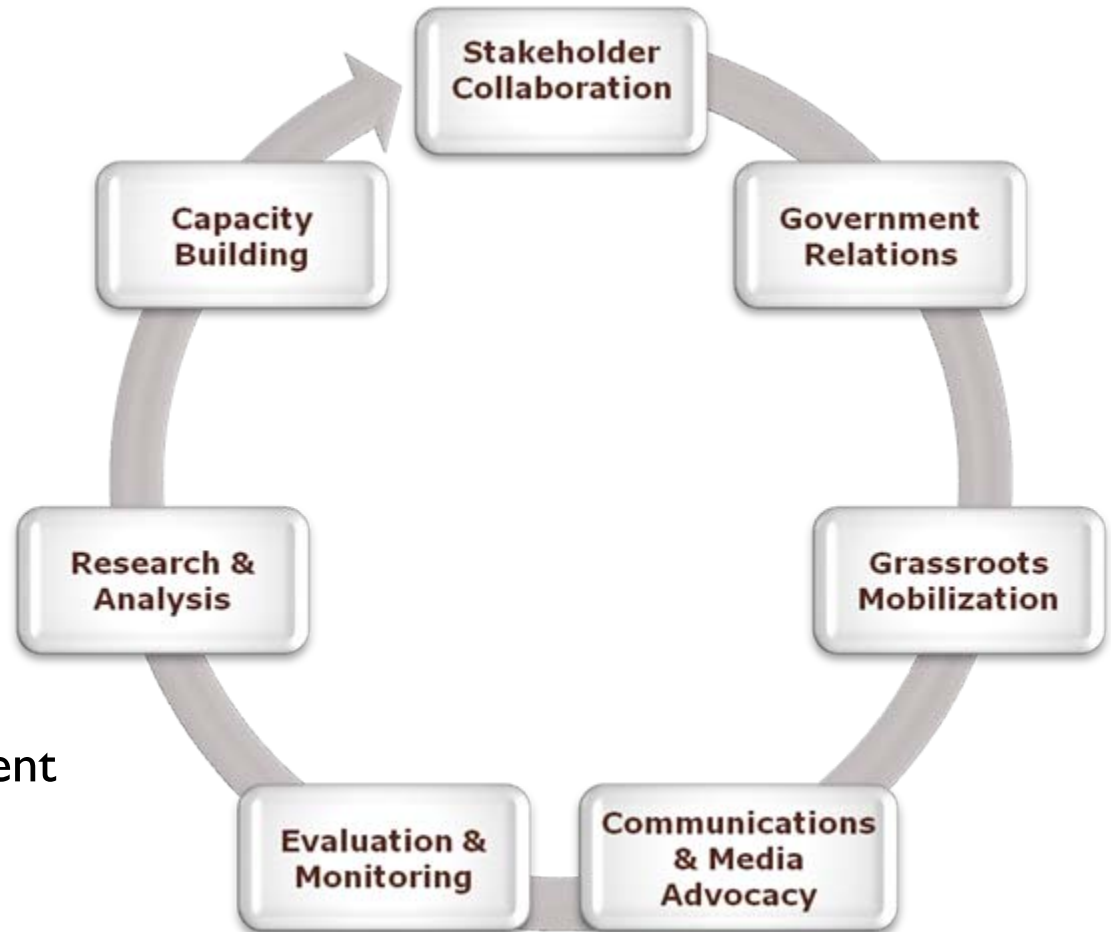 Stakeholder
Collaboration
Government
Relations
Grassroots
Mobilization
Communications
& Media
Advocacy
Evaluation &
Monitoring
Research &
Analysis
Capacity
Building
ent